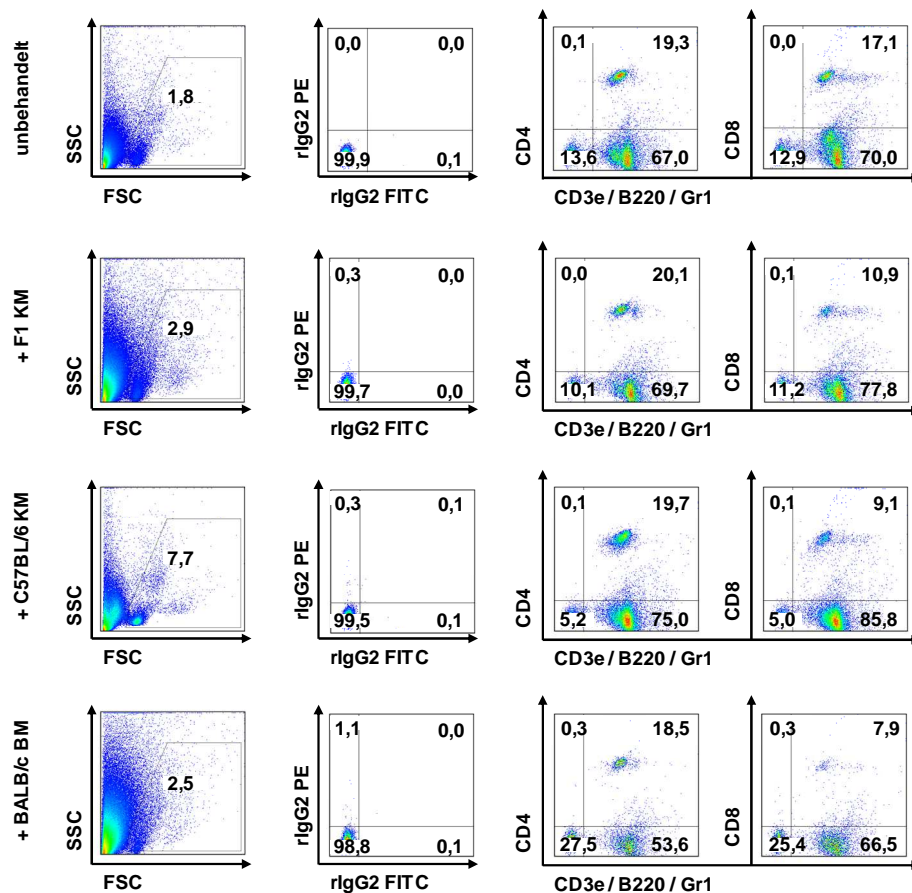 unbehandelt
SSC
1,8
FSC
rIgG2 PE
0,0 0,0
99,9 0,1
rIgG2 FITC
CD4
0,1 19,3
13,6 67,0
CD8
0,0 17,1
12,9 70,0
CD3e / B220 / Gr1
+ F1 KM
SSC
2,9
FSC
rIgG2 PE
0,3 0,0
99,7 0,0
rIgG2 FITC
CD4
0,0 20,1
10,1 69,7
CD8
0,1 10,9
11,2 77,8
CD3e / B220 / Gr1
+ C57BL/6 KM
SSC
7,7
FSC
rIgG2 PE
0,3 0,1
99,5 0,1
rIgG2 FITC
CD4
0,1 19,7
5,2 75,0
CD8
0,1 9,1
5,0 85,8
CD3e / B220 / Gr1
+ BALB/c BM
SSC
2,5
FSC
rIgG2 PE
1,1 0,0
98,8 0,1
rIgG2 FITC
CD4
0,3 18,5
27,5 53,6
CD8
0,3 7,9
25,4 66,5
CD3e / B220 / Gr1